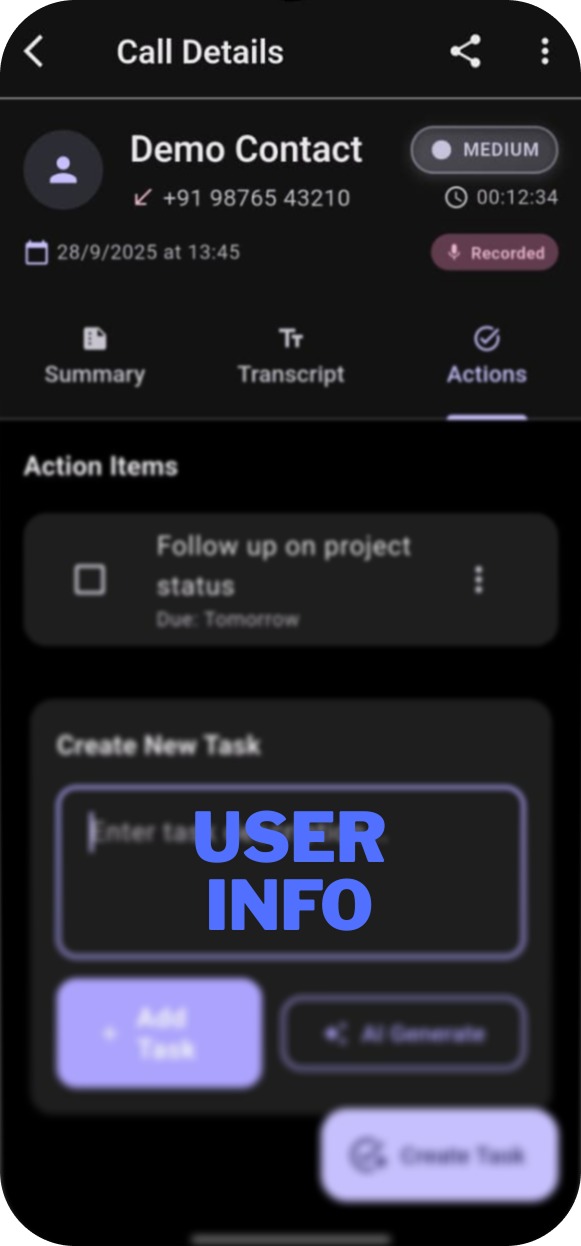 Call Details
Demo Contact
MEDIUM
+91 98765 43210
00:12:34
28/9/2025 at 13:45
Recorded
Summary
Transcript
Actions
Action Items
Follow up on project
status
Due: Tomorrow
Create New Task
Enter task
USER
INFO
+ Add
Task
AI Generate
Create Task